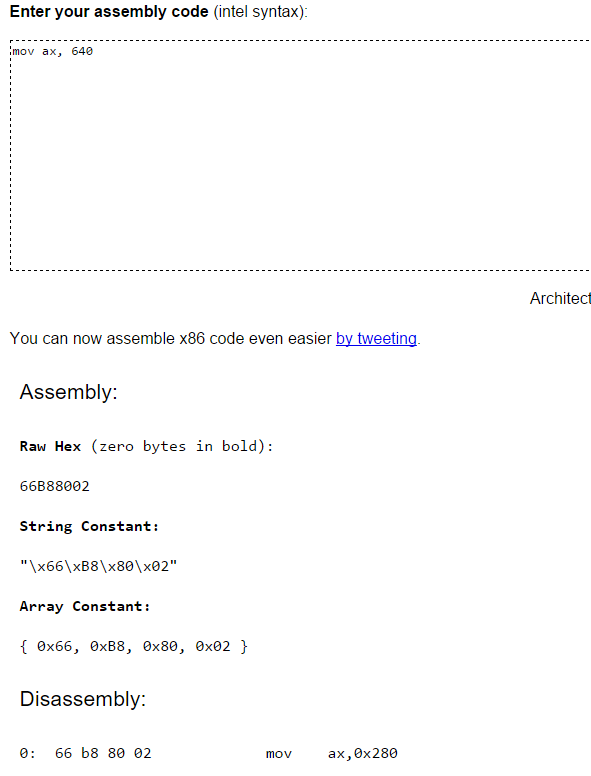 Enter your assembly code (intel syntax):
mov ax, 640
Architect
You can now assemble x86 code even easier by tweeting.
Assembly:
Raw Hex (zero bytes in bold):
66B88002
String Constant:
"\x66\xB8\x80\x02"
Array Constant:
{ 0x66, 0xB8, 0x80, 0x02 }
Disassembly:
0:  66 b8 80 02             mov    ax,0x280